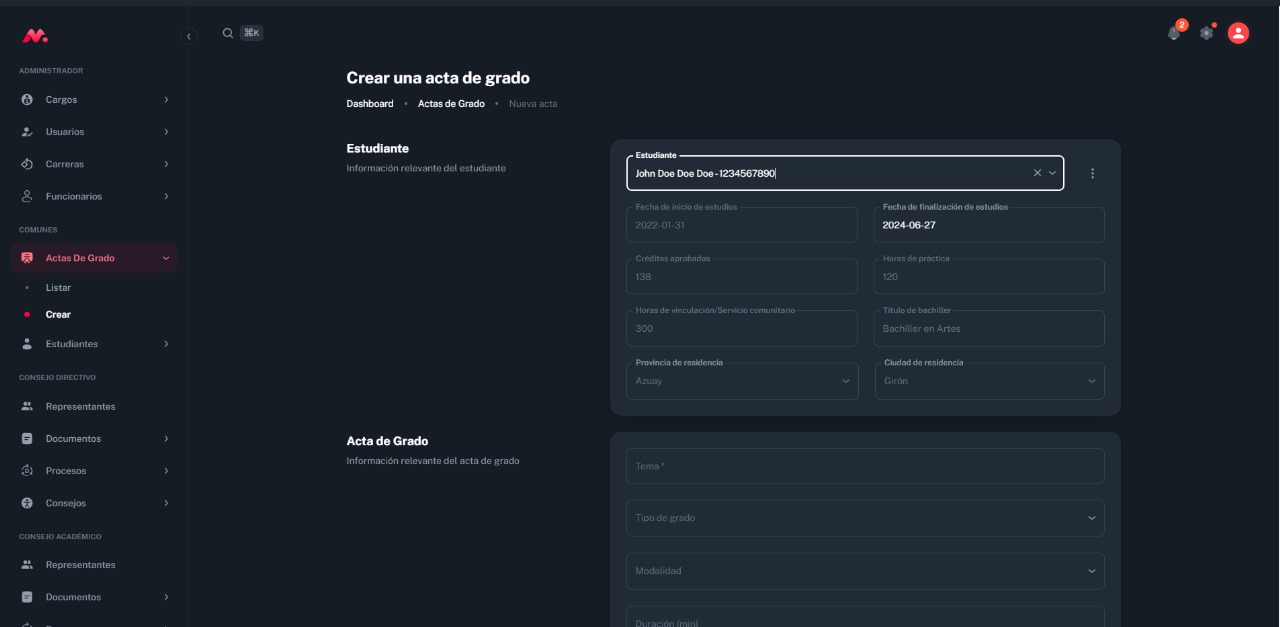 ⌘K
2
ADMINISTRADOR
Cargos
Usuarios
Carreras
Funcionarios
COMUNES
Actas De Grado
Listar
Crear
Estudiantes
CONSEJO DIRECTIVO
Representantes
Documentos
Procesos
Consejos
CONSEJO ACADÉMICO
Representantes
Documentos
Crear una acta de grado
Dashboard • Actas de Grado • Nueva acta
Estudiante
Información relevante del estudiante
Estudiante
John Doe Doe Doe - 1234567890
Fecha de inicio de estudios
2022-01-31
Fecha de finalización de estudios
2024-06-27
Créditos aprobados
138
Horas de práctica
120
Horas de vinculación/Servicio comunitario
300
Título de bachiller
Bachiller en Artes
Provincia de residencia
Azuay
Ciudad de residencia
Girón
Acta de Grado
Información relevante del acta de grado
Tema *
Tipo de grado
Modalidad
Duración (min)